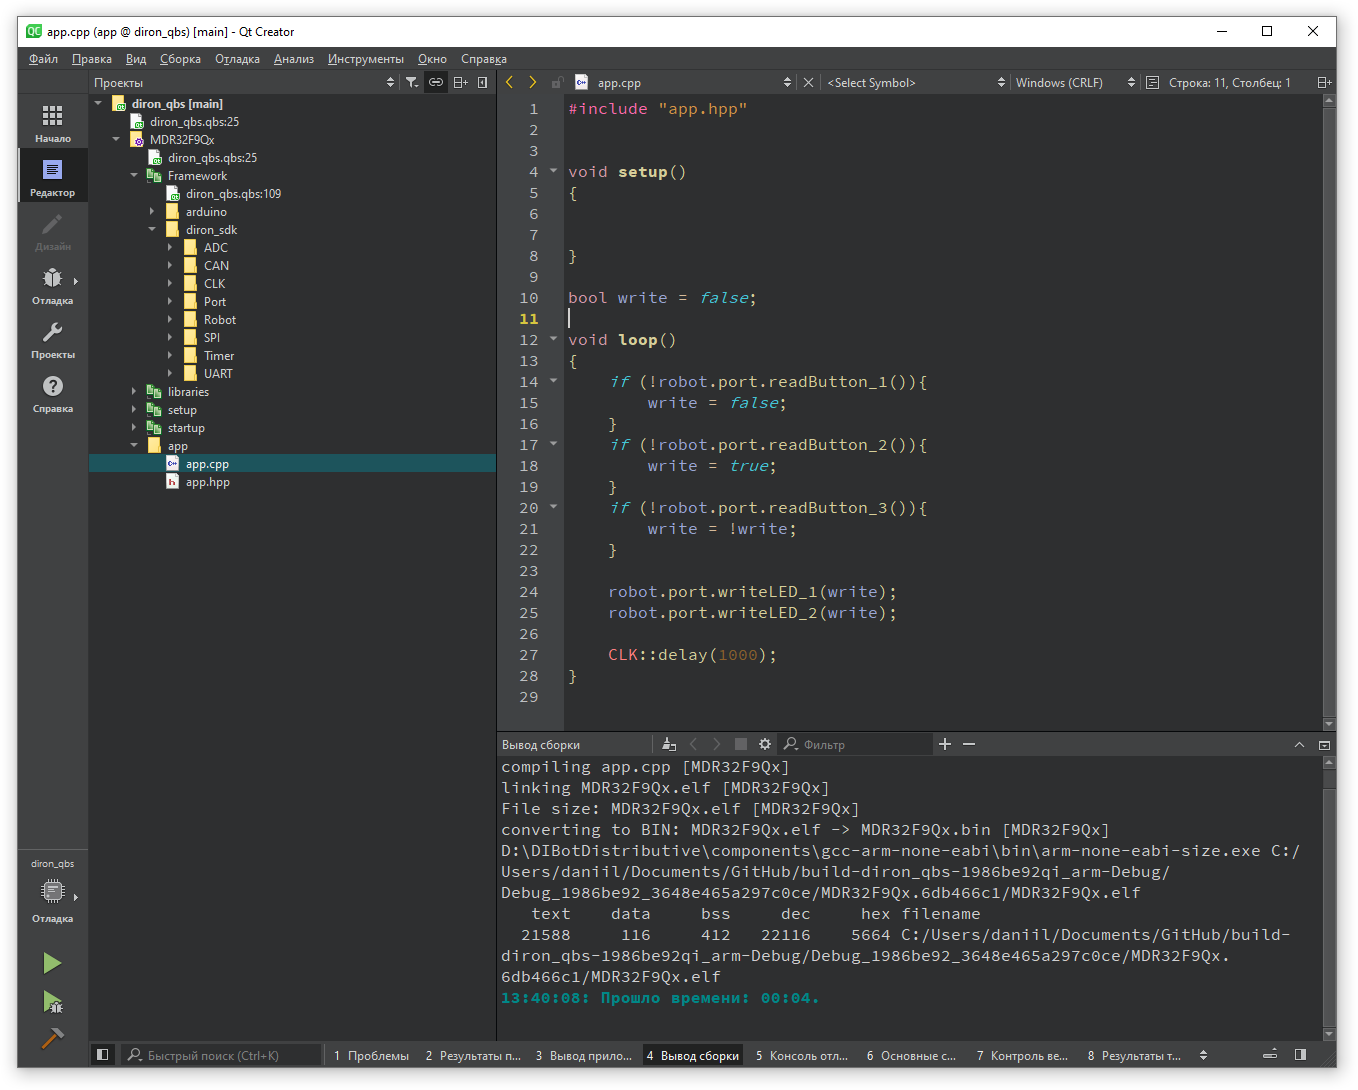 app.cpp (app @ diron_qbs) [main] - Qt Creator
Файл Правка Вид Сборка Отладка Анализ Инструменты Окно Справка
Проекты
app.cpp <Select Symbol> Windows (CRLF) Строка: 11, Столбец: 1
Начало
Редактор
Дизайн
Отладка
Проекты
Справка
diron_qbs
Отладка
diron_qbs [main]
diron_qbs.qbs:25
MDR32F9Qx
diron_qbs.qbs:25
Framework
diron_qbs.qbs:109
arduino
diron_sdk
ADC
CAN
CLK
Port
Robot
SPI
Timer
UART
libraries
setup
startup
app
app.cpp
app.hpp
1 #include "app.hpp"
2
3
4 void setup()
5 {
6
7
8 }
9
10 bool write = false;
11
12 void loop()
13 {
14 if (!robot.port.readButton_1()){
15 write = false;
16 }
17 if (!robot.port.readButton_2()){
18 write = true;
19 }
20 if (!robot.port.readButton_3()){
21 write = !write;
22 }
23
24 robot.port.writeLED_1(write);
25 robot.port.writeLED_2(write);
26
27 CLK::delay(1000);
28 }
29
Вывод сборки Фильтр
compiling app.cpp [MDR32F9Qx]
linking MDR32F9Qx.elf [MDR32F9Qx]
File size: MDR32F9Qx.elf [MDR32F9Qx]
converting to BIN: MDR32F9Qx.elf -> MDR32F9Qx.bin [MDR32F9Qx]
D:\DIBotDistributive\components\gcc-arm-none-eabi\bin\arm-none-eabi-size.exe C:/
Users/daniil/Documents/GitHub/build-diron_qbs-1986be92qi_arm-Debug/
Debug_1986be92_3648e465a297c0ce/MDR32F9Qx.6db466c1/MDR32F9Qx.elf
text data bss dec hex filename
21588 116 412 22116 5664 C:/Users/daniil/Documents/GitHub/build-
diron_qbs-1986be92qi_arm-Debug/Debug_1986be92_3648e465a297c0ce/MDR32F9Qx.
6db466c1/MDR32F9Qx.elf
13:40:08: Прошло времени: 00:04.
Быстрый поиск (Ctrl+K) 1 Проблемы 2 Результаты п... 3 Вывод прило... 4 Вывод сборки 5 Консоль отл... 6 Основные с... 7 Контроль ве... 8 Результаты т...